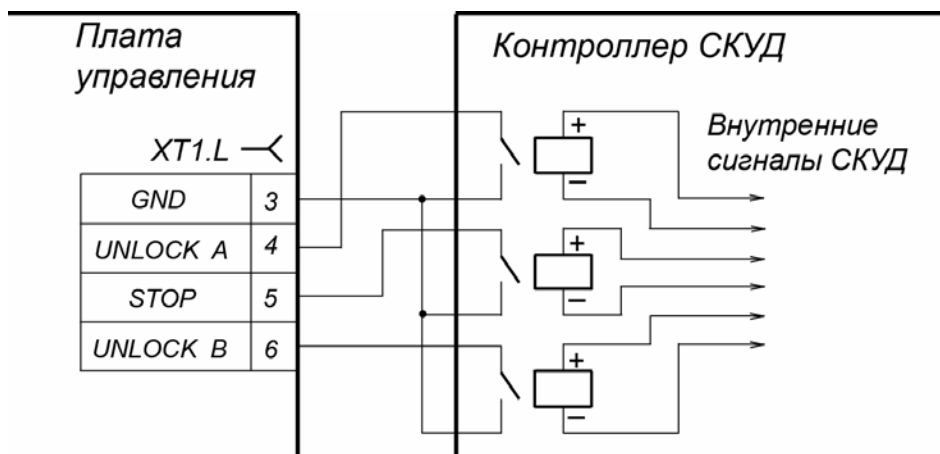 Плата
управления
XT1.L
GND 3
UNLOCK A 4
STOP 5
UNLOCK B 6
Контроллер СКУД
Внутренние
сигналы СКУД
+
−
+
−
+
−